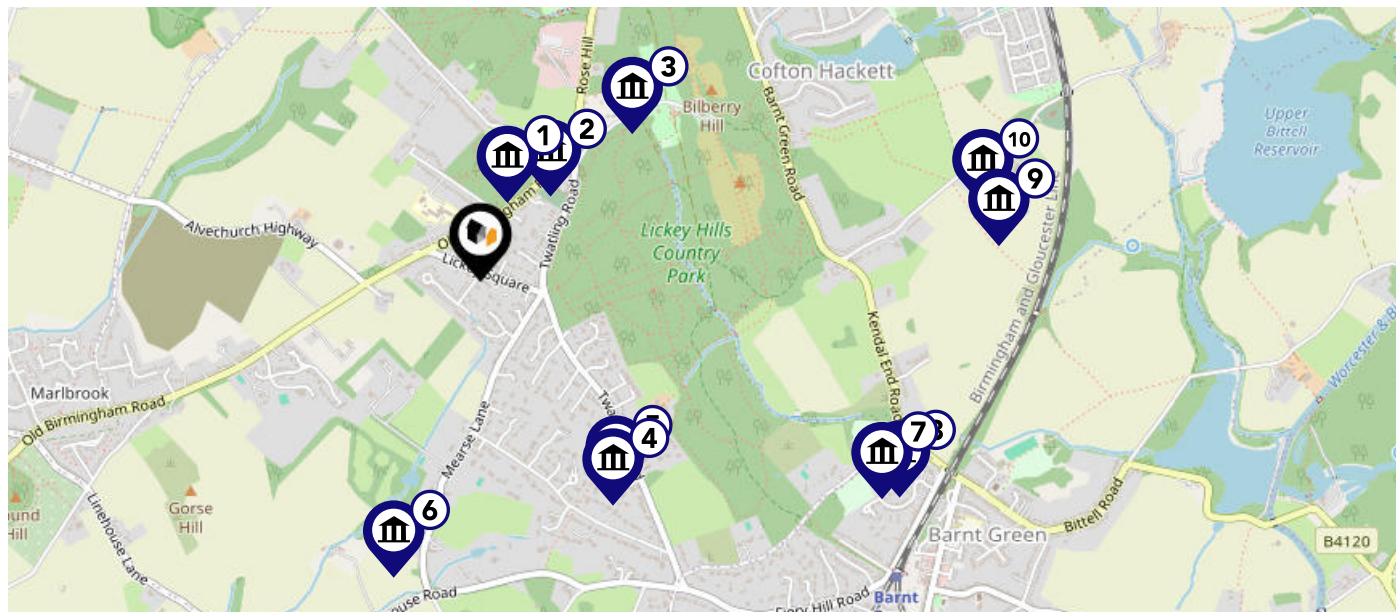 Rose Hill
3
Cofton Hackett
Bilberry
Hill
Barnt Green Road
Upper
Bittell
Reservoir
1
2
10
9
Alvechurch Highway
Twatling Road
Lickey Hills
Country
Park
Lickey Square
Birmingham and Gloucester Line
Kendal End Road
Worcester & B
Marlbrook
Old Birmingham Road
Mearse Lane
4
7
Gorse
Hill
6
Linehouse Lane
Bittell Road
Barnt Green
B4120
Fiery Hill Road
Barnt